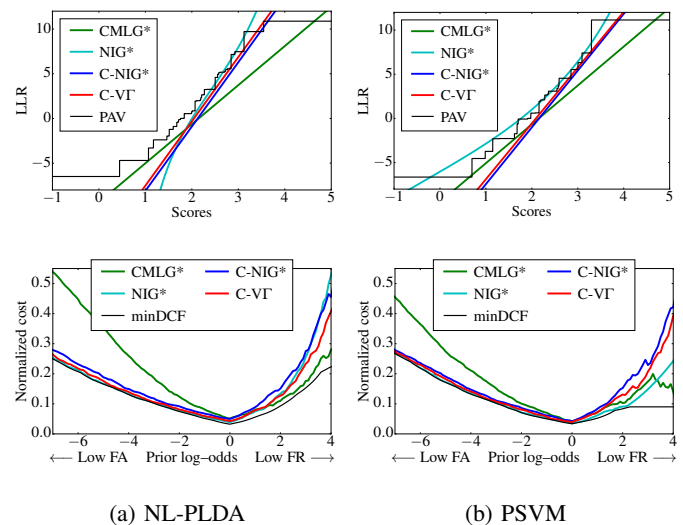 10
5
0
−5
LLR
CMLG*
NIG*
C-NIG*
C-VΓ
PAV
−1 0 1 2 3 4 5
Scores
10
5
0
−5
LLR
CMLG*
NIG*
C-NIG*
C-VΓ
PAV
−1 0 1 2 3 4 5
Scores
0.5
0.4
0.3
0.2
0.1
0.0
Normalized cost
CMLG* C-NIG*
NIG* C-VΓ
minDCF
−6 −4 −2 0 2 4
←— Low FA Prior log–odds Low FR —→
0.5
0.4
0.3
0.2
0.1
0.0
Normalized cost
CMLG* C-NIG*
NIG* C-VΓ
minDCF
−6 −4 −2 0 2 4
←— Low FA Prior log–odds Low FR —→
(a) NL-PLDA
(b) PSVM